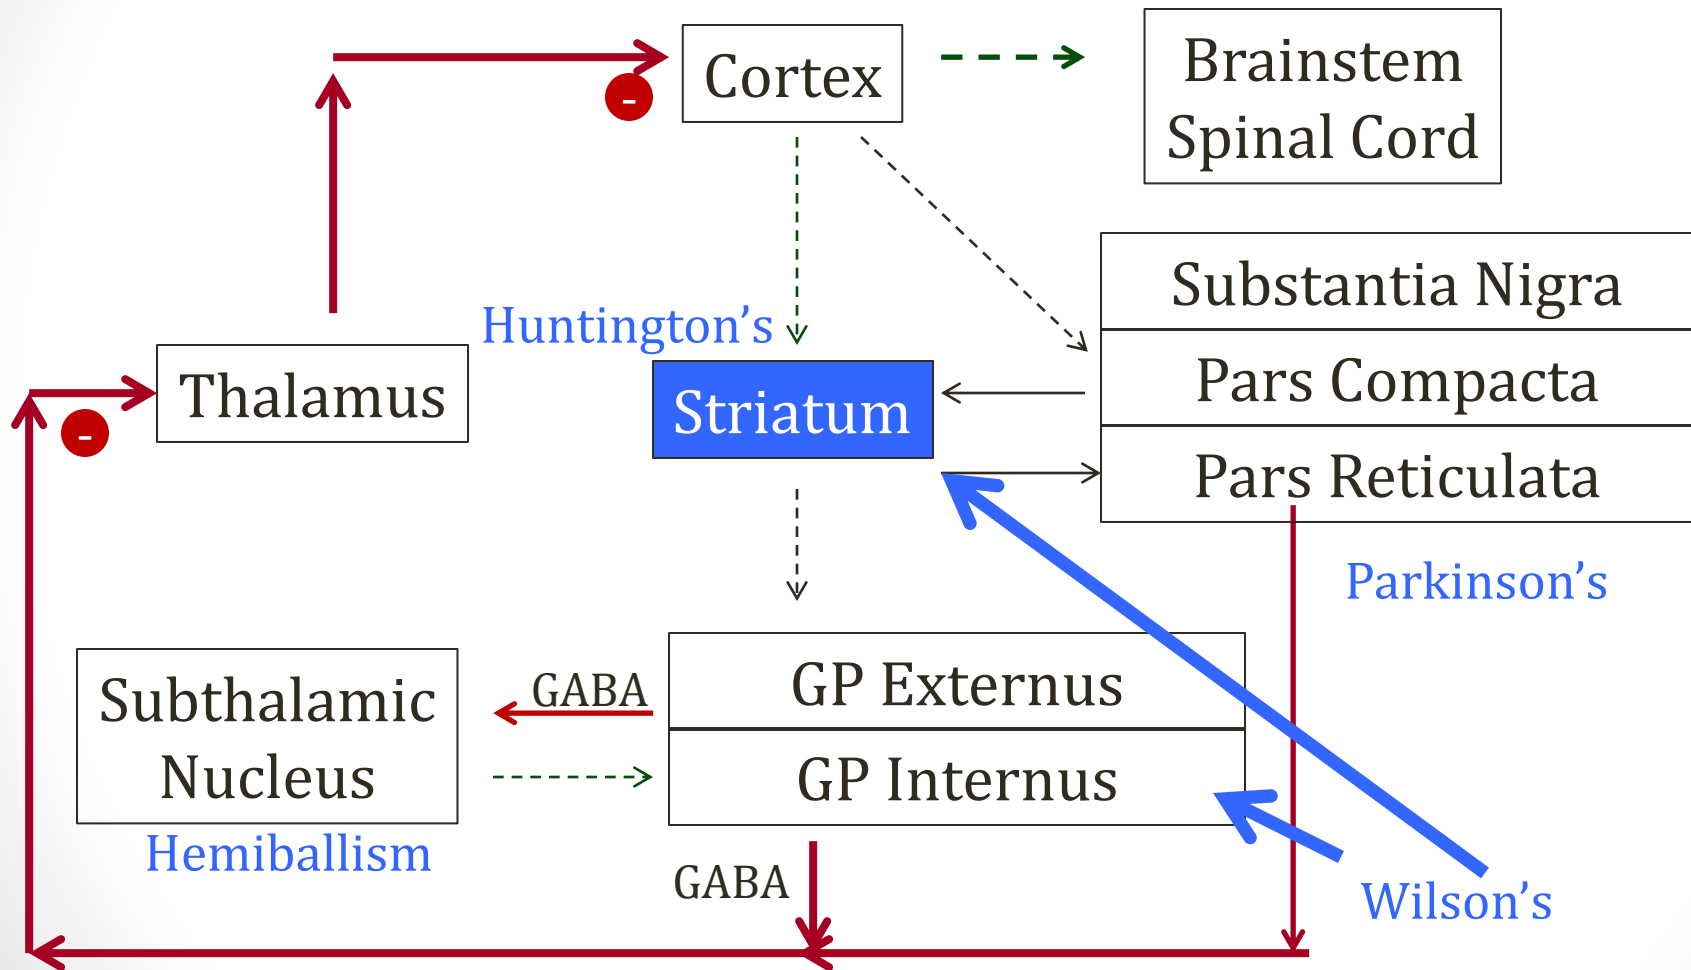 Cortex
Brainstem
Spinal Cord
-
Substantia Nigra
Huntington’s
Thalamus
Pars Compacta
Striatum
-
Pars Reticulata
Parkinson’s
Subthalamic
Nucleus
GABA
GP Externus
GP Internus
Hemiballism
GABA
Wilson’s